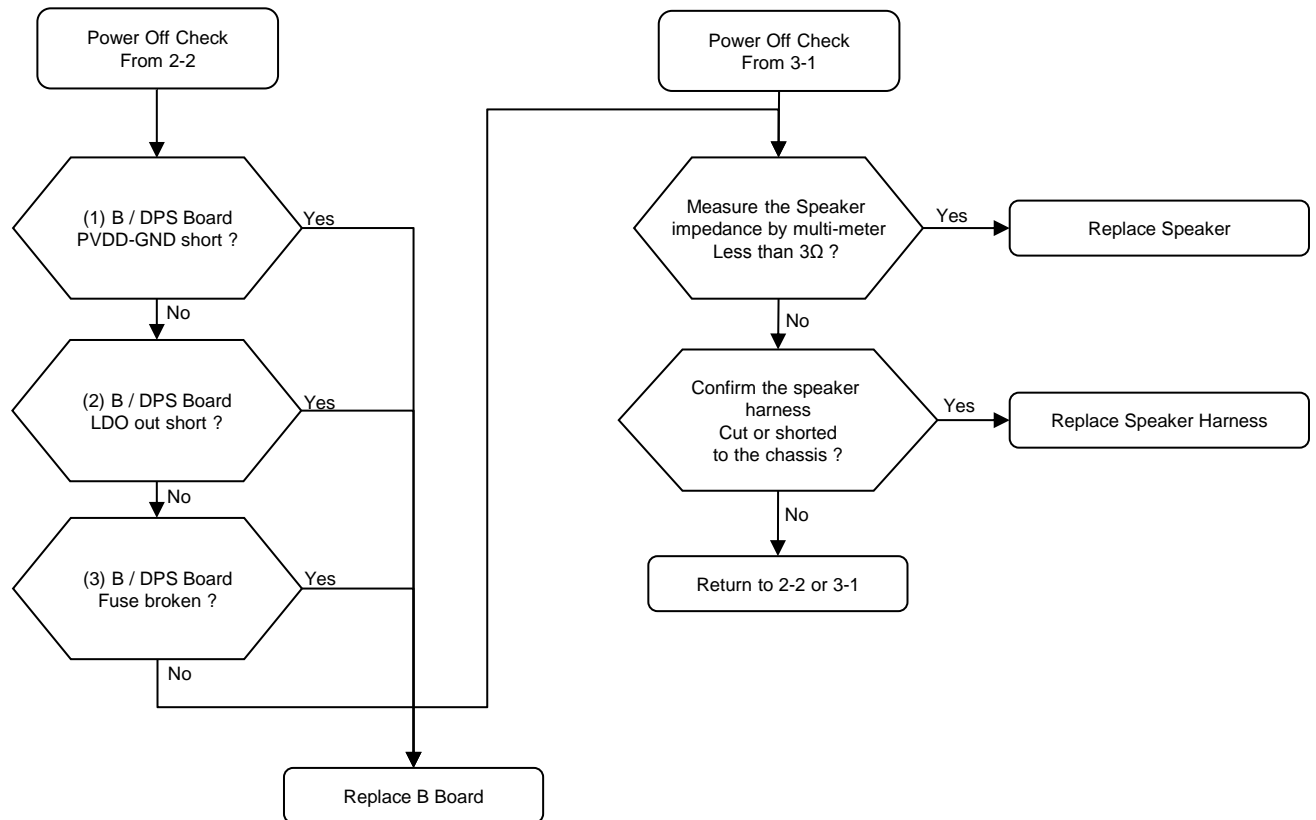 Power Off Check
From 2-2
(1) B / DPS Board
PVDD-GND short ?
Yes
No
(2) B / DPS Board
LDO out short ?
Yes
No
(3) B / DPS Board
Fuse broken ?
Yes
No
Replace B Board
Power Off Check
From 3-1
Measure the Speaker
impedance by multi-meter
Less than 3Ω ?
Yes
Replace Speaker
No
Confirm the speaker
harness
Cut or shorted
to the chassis ?
Yes
Replace Speaker Harness
No
Return to 2-2 or 3-1